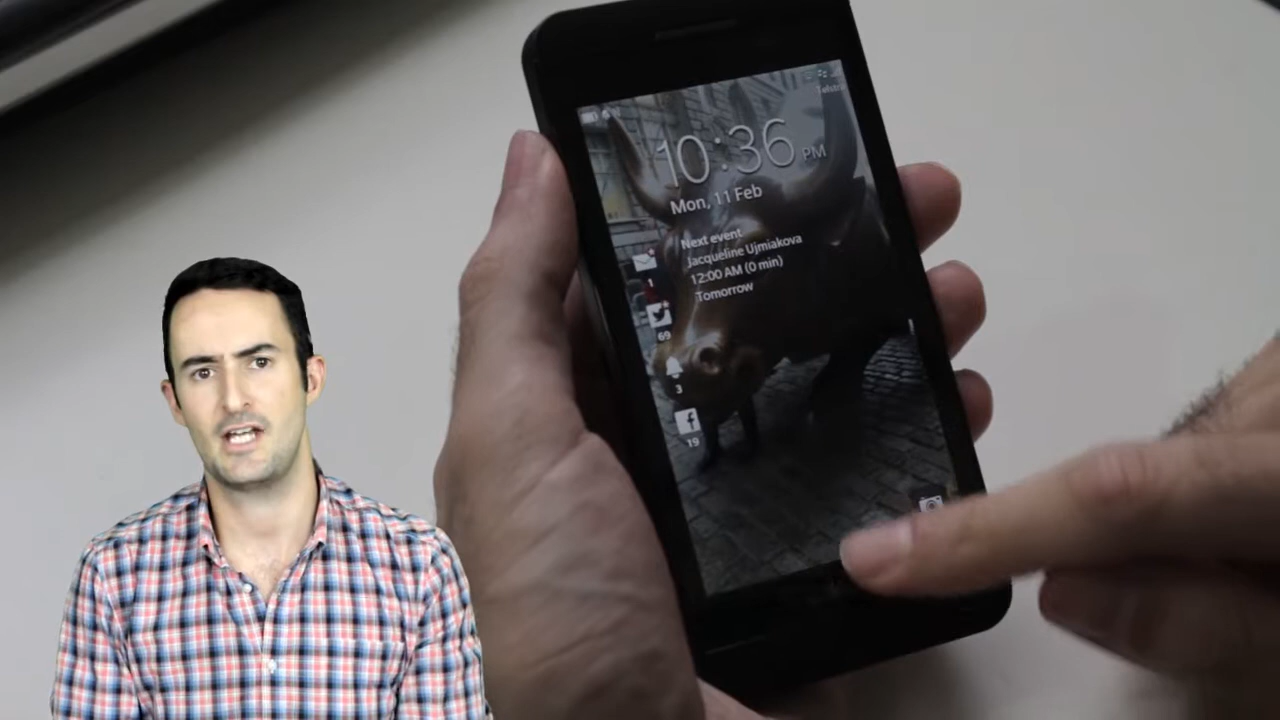 Telstra
10:36 PM
Mon, 11 Feb
Next event
Jacqueline Ujmiakova
12:00 AM (0 min)
Tomorrow
1
69
3
19